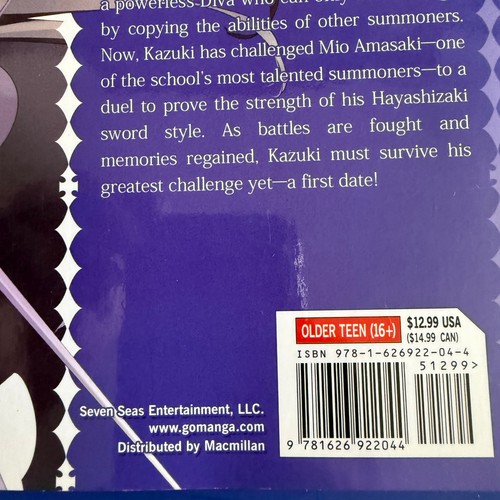 a powerless Diva who can only
by copying the abilities of other summoners.
Now, Kazuki has challenged Mio Amasaki—one
of the school's most talented summoners—to a
duel to prove the strength of his Hayashizaki
sword style. As battles are fought and
memories regained, Kazuki must survive his
greatest challenge yet—a first date!
OLDER TEEN (16+)
$12.99 USA
($14.99 CAN)
ISBN 978-1-626922-04-4
51299>
9 781626 922044
Seven Seas Entertainment, LLC.
www.gomanga.com
Distributed by Macmillan